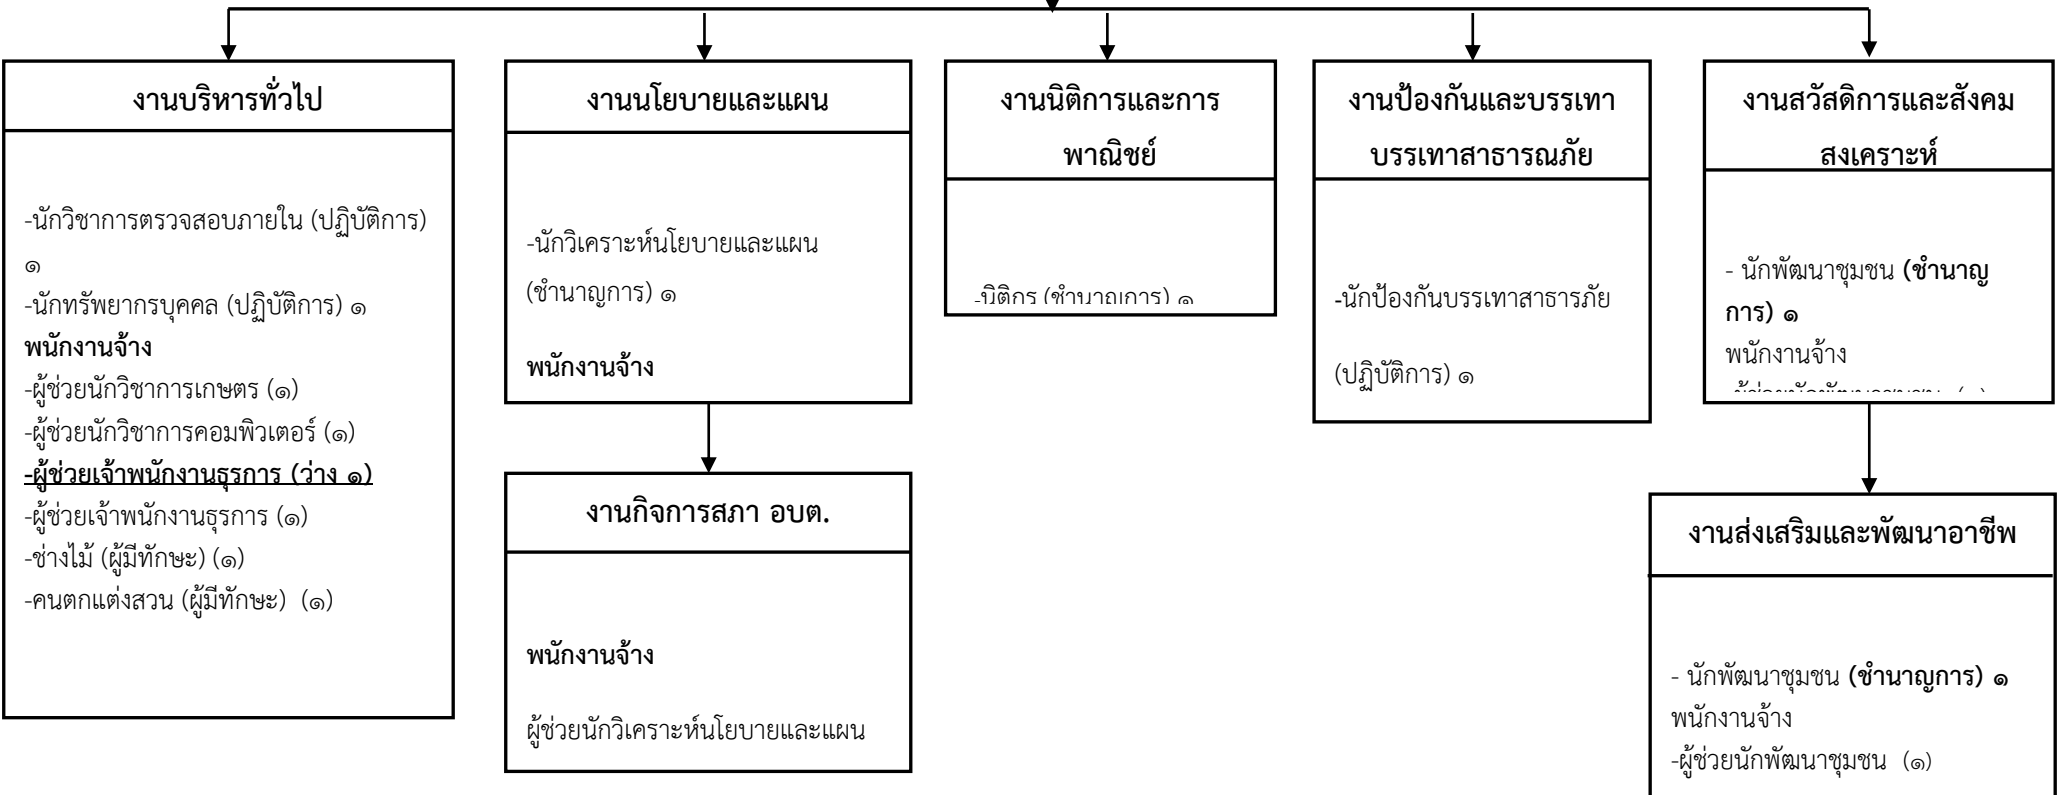 งานบริหารทั่วไป
-นักวิชาการตรวจสอบภายใน (ปฏิบัติการ)
๑
-นักทรัพยากรบุคคล (ปฏิบัติการ) ๑
พนักงานจ้าง
-ผู้ช่วยนักวิชาการเกษตร (๑)
-ผู้ช่วยนักวิชาการคอมพิวเตอร์ (๑)
-ผู้ช่วยเจ้าพนักงานธุรการ (ว่าง ๑)
-ผู้ช่วยเจ้าพนักงานธุรการ (๑)
-ช่างไม้ (ผู้มีทักษะ) (๑)
-คนตกแต่งสวน (ผู้มีทักษะ) (๑)
งานนโยบายและแผน
-นักวิเคราะห์นโยบายและแผน
(ชำนาญการ) ๑
พนักงานจ้าง
งานกิจการสภา อบต.
พนักงานจ้าง
ผู้ช่วยนักวิเคราะห์นโยบายและแผน
งานนิติการและการ
พาณิชย์
-นิติกร (ชำนาญการ) ๑
งานป้องกันและบรรเทา
บรรเทาสาธารณภัย
-นักป้องกันบรรเทาสาธารภัย
(ปฏิบัติการ) ๑
งานสวัสดิการและสังคม
สงเคราะห์
- นักพัฒนาชุมชน (ชำนาญ
การ) ๑
พนักงานจ้าง
งานส่งเสริมและพัฒนาอาชีพ
- นักพัฒนาชุมชน (ชำนาญการ) ๑
พนักงานจ้าง
-ผู้ช่วยนักพัฒนาชุมชน (๑)